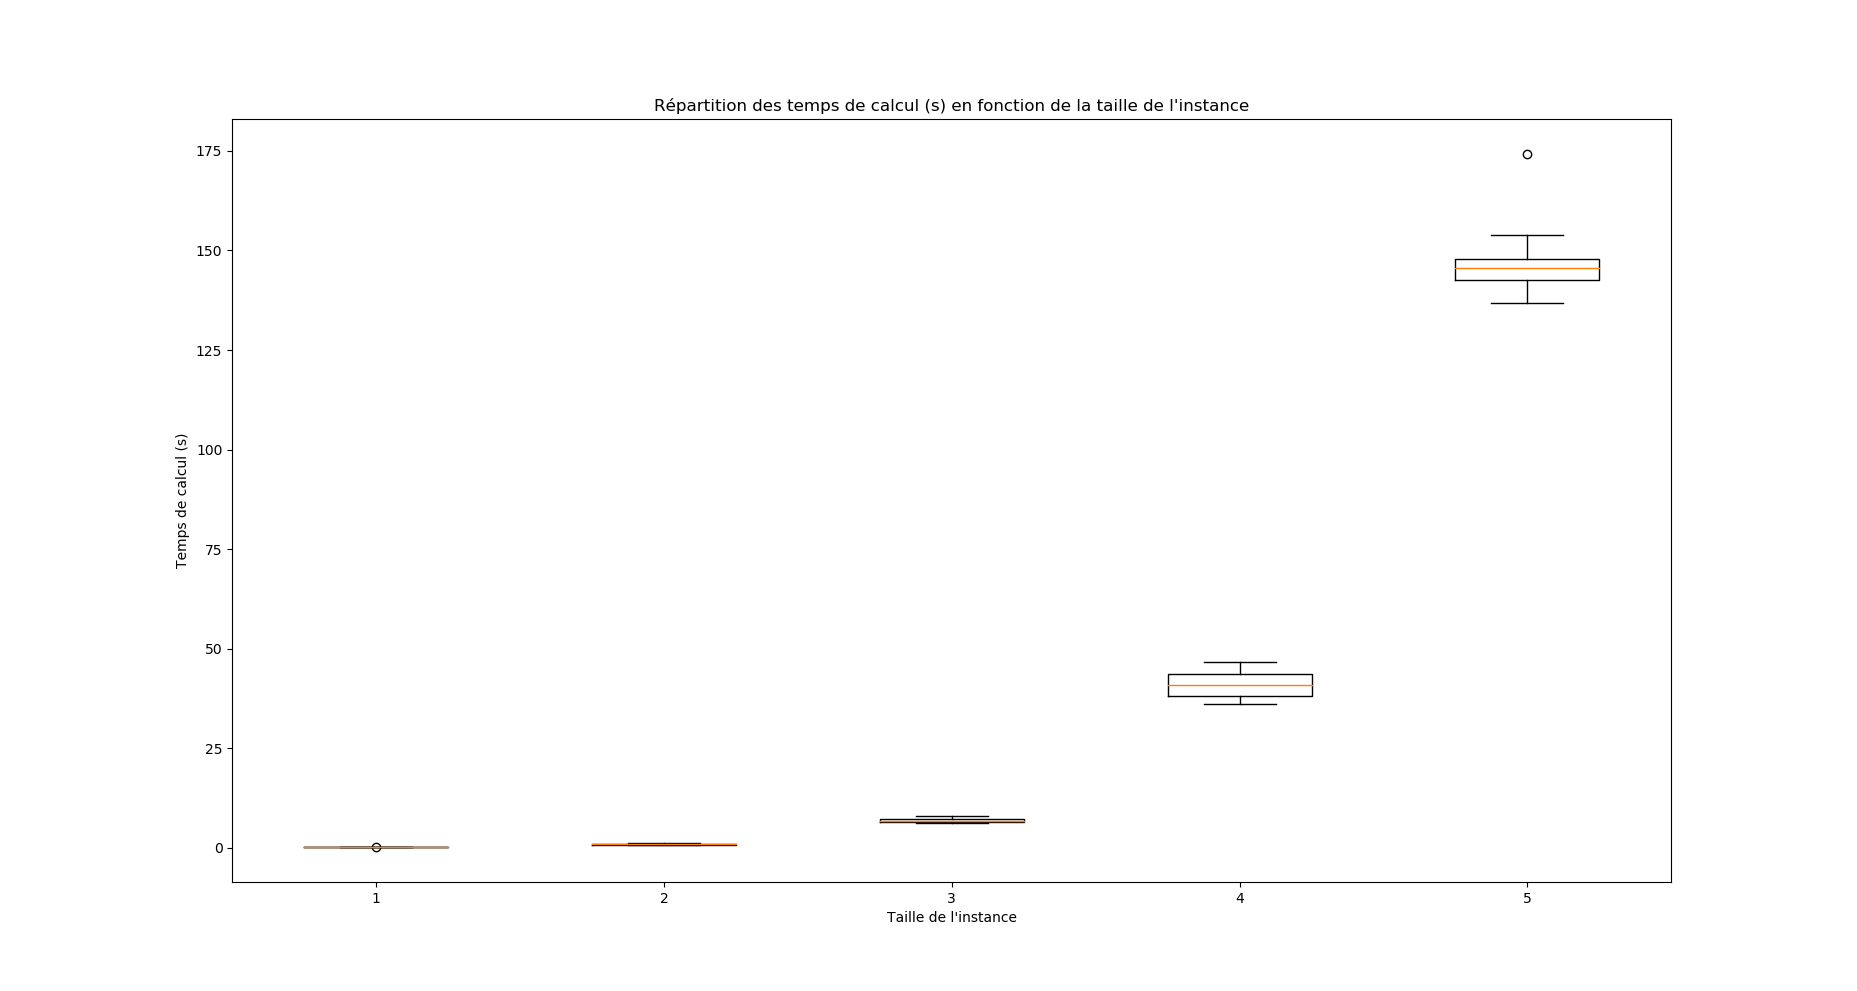 Répartition des temps de calcul (s) en fonction de la taille de l'instance
175
150
125
100
75
50
25
0
Temps de calcul (s)
1 2 3 4 5
Taille de l'instance